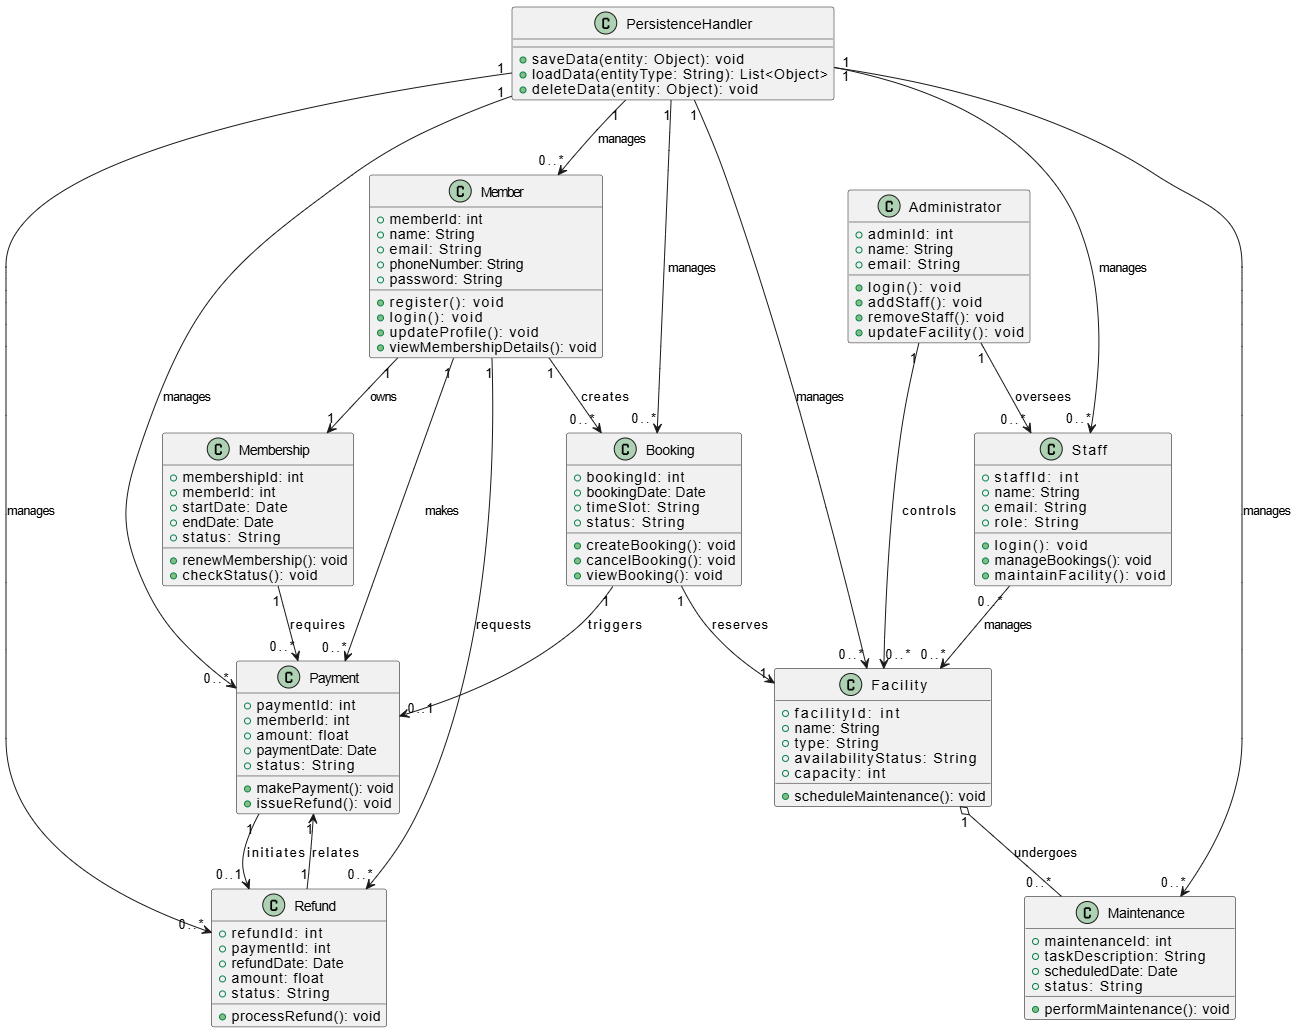 C PersistenceHandler
saveData(entity: Object): void
loadData(entityType: String): List<Object>
deleteData(entity: Object): void
1
1
1
1
1
1
1
manages
0..*
C Member
memberId: int
name: String
email: String
phoneNumber: String
password: String
register(): void
login(): void
updateProfile(): void
viewMembershipDetails(): void
C Administrator
adminId: int
name: String
email: String
login(): void
addStaff(): void
removeStaff(): void
updateFacility(): void
manages
manages
1
1
1
1
1
1
manages
owns
creates
manages
oversees
1
0..*
0..*
0..*
0..*
C Membership
membershipId: int
memberId: int
startDate: Date
endDate: Date
status: String
renewMembership(): void
checkStatus(): void
C Booking
bookingId: int
bookingDate: Date
timeSlot: String
status: String
createBooking(): void
cancelBooking(): void
viewBooking(): void
C Staff
staffId: int
name: String
email: String
role: String
login(): void
manageBookings(): void
maintainFacility(): void
manages
makes
controls
manages
1
1
1
0..*
requires
requests
triggers
reserves
manages
0..*
0..*
0..*
0..*
0..*
0..*
1
0..1
C Payment
paymentId: int
memberId: int
amount: float
paymentDate: Date
status: String
makePayment(): void
issueRefund(): void
C Facility
facilityId: int
name: String
type: String
availabilityStatus: String
capacity: int
scheduleMaintenance(): void
1
1
1
initiates
relates
undergoes
0..1
1
0..*
0..*
0..*
0..*
C Refund
refundId: int
paymentId: int
refundDate: Date
amount: float
status: String
processRefund(): void
C Maintenance
maintenanceId: int
taskDescription: String
scheduledDate: Date
status: String
performMaintenance(): void